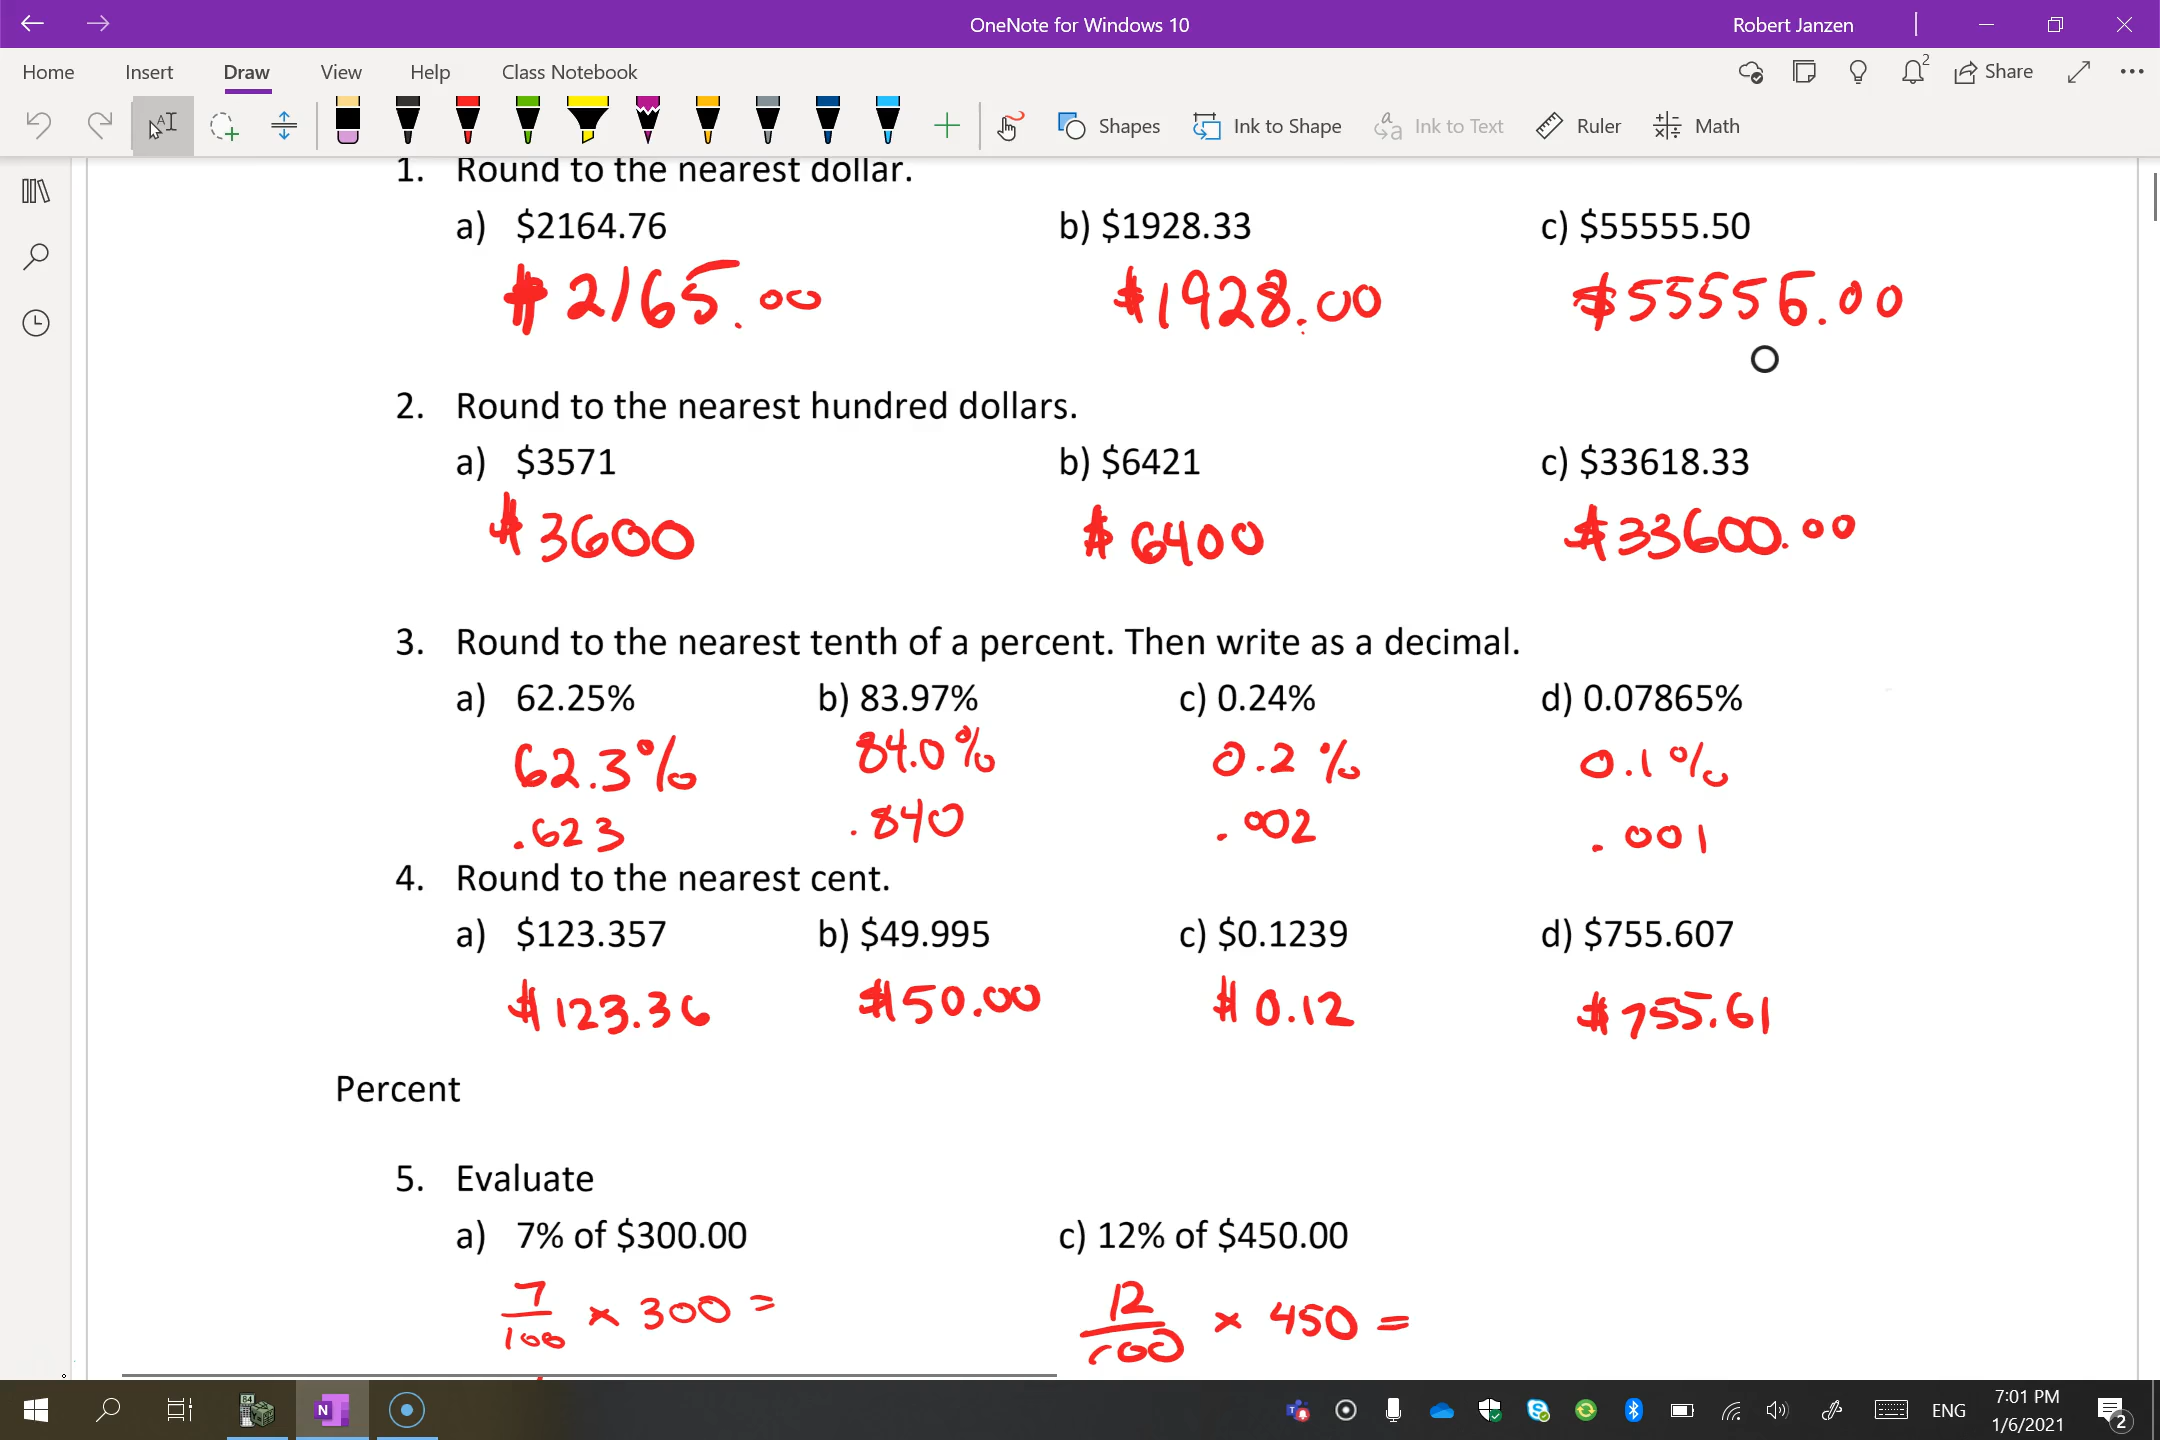 OneNote for Windows 10 Robert Janzen
Home Insert Draw View Help Class Notebook 2 Share
Shapes Ink to Shape Ink to Text Ruler Math
1. Round to the nearest dollar.
a) $2164.76 b) $1928.33 c) $55555.50
$2165.00 $1928.00 $55556.00
2. Round to the nearest hundred dollars.
a) $3571 b) $6421 c) $33618.33
$3600 $6400 $33600.00
3. Round to the nearest tenth of a percent. Then write as a decimal.
a) 62.25% b) 83.97% c) 0.24% d) 0.07865%
62.3% 84.0% 0.2% 0.1%
.623 .840 .002 .001
4. Round to the nearest cent.
a) $123.357 b) $49.995 c) $0.1239 d) $755.607
$123.36 $50.00 $0.12 $755.61
Percent
5. Evaluate
a) 7% of $300.00 c) 12% of $450.00
7/100 × 300 = 12/100 × 450 =
ENG 7:01 PM
1/6/2021 2